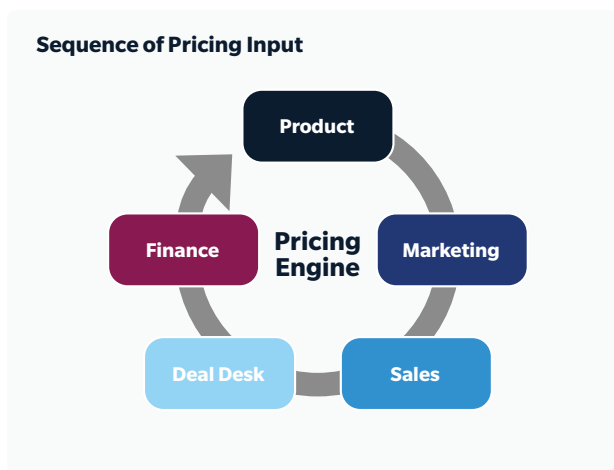 Sequence of Pricing Input
Product
Finance
Pricing
Engine
Marketing
Deal Desk
Sales